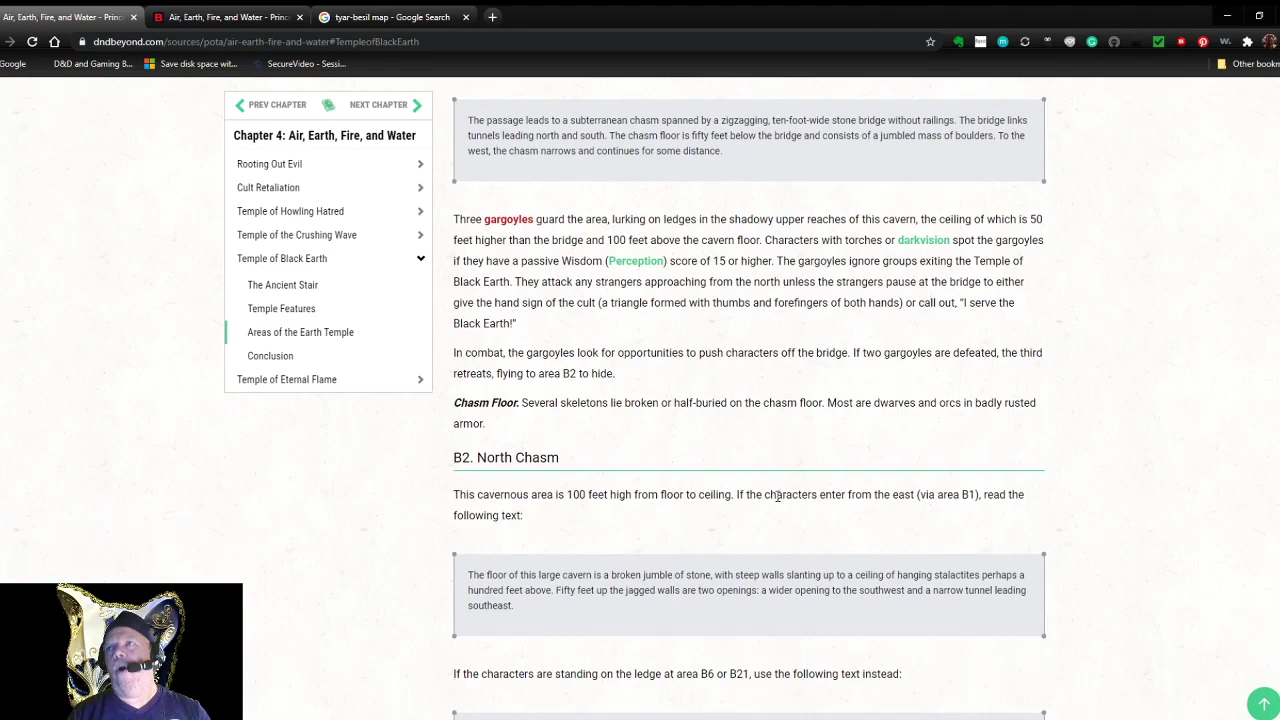 Air, Earth, Fire, and Water - Princ
Air, Earth, Fire, and Water - Princ
tyar-besil map - Google Search
dndbeyond.com/sources/pota/air-earth-fire-and-water#TempleofBlackEarth
Google
D&D and Gaming B...
Save disk space wit...
SecureVideo - Sessi...
Other bookm
PREV CHAPTER
NEXT CHAPTER
Chapter 4: Air, Earth, Fire, and Water
Rooting Out Evil
Cult Retaliation
Temple of Howling Hatred
Temple of the Crushing Wave
Temple of Black Earth
The Ancient Stair
Temple Features
Areas of the Earth Temple
Conclusion
Temple of Eternal Flame
The passage leads to a subterranean chasm spanned by a zigzagging, ten-foot-wide stone bridge without railings. The bridge links
tunnels leading north and south. The chasm floor is fifty feet below the bridge and consists of a jumbled mass of boulders. To the
west, the chasm narrows and continues for some distance.
Three gargoyles guard the area, lurking on ledges in the shadowy upper reaches of this cavern, the ceiling of which is 50
feet higher than the bridge and 100 feet above the cavern floor. Characters with torches or darkvision spot the gargoyles
if they have a passive Wisdom (Perception) score of 15 or higher. The gargoyles ignore groups exiting the Temple of
Black Earth. They attack any strangers approaching from the north unless the strangers pause at the bridge to either
give the hand sign of the cult (a triangle formed with thumbs and forefingers of both hands) or call out, “I serve the
Black Earth!”
In combat, the gargoyles look for opportunities to push characters off the bridge. If two gargoyles are defeated, the third
retreats, flying to area B2 to hide.
Chasm Floor. Several skeletons lie broken or half-buried on the chasm floor. Most are dwarves and orcs in badly rusted
armor.
B2. North Chasm
This cavernous area is 100 feet high from floor to ceiling. If the characters enter from the east (via area B1), read the
following text:
The floor of this large cavern is a broken jumble of stone, with steep walls slanting up to a ceiling of hanging stalactites perhaps a
hundred feet above. Fifty feet up the jagged walls are two openings: a wider opening to the southwest and a narrow tunnel leading
southeast.
If the characters are standing on the ledge at area B6 or B21, use the following text instead: